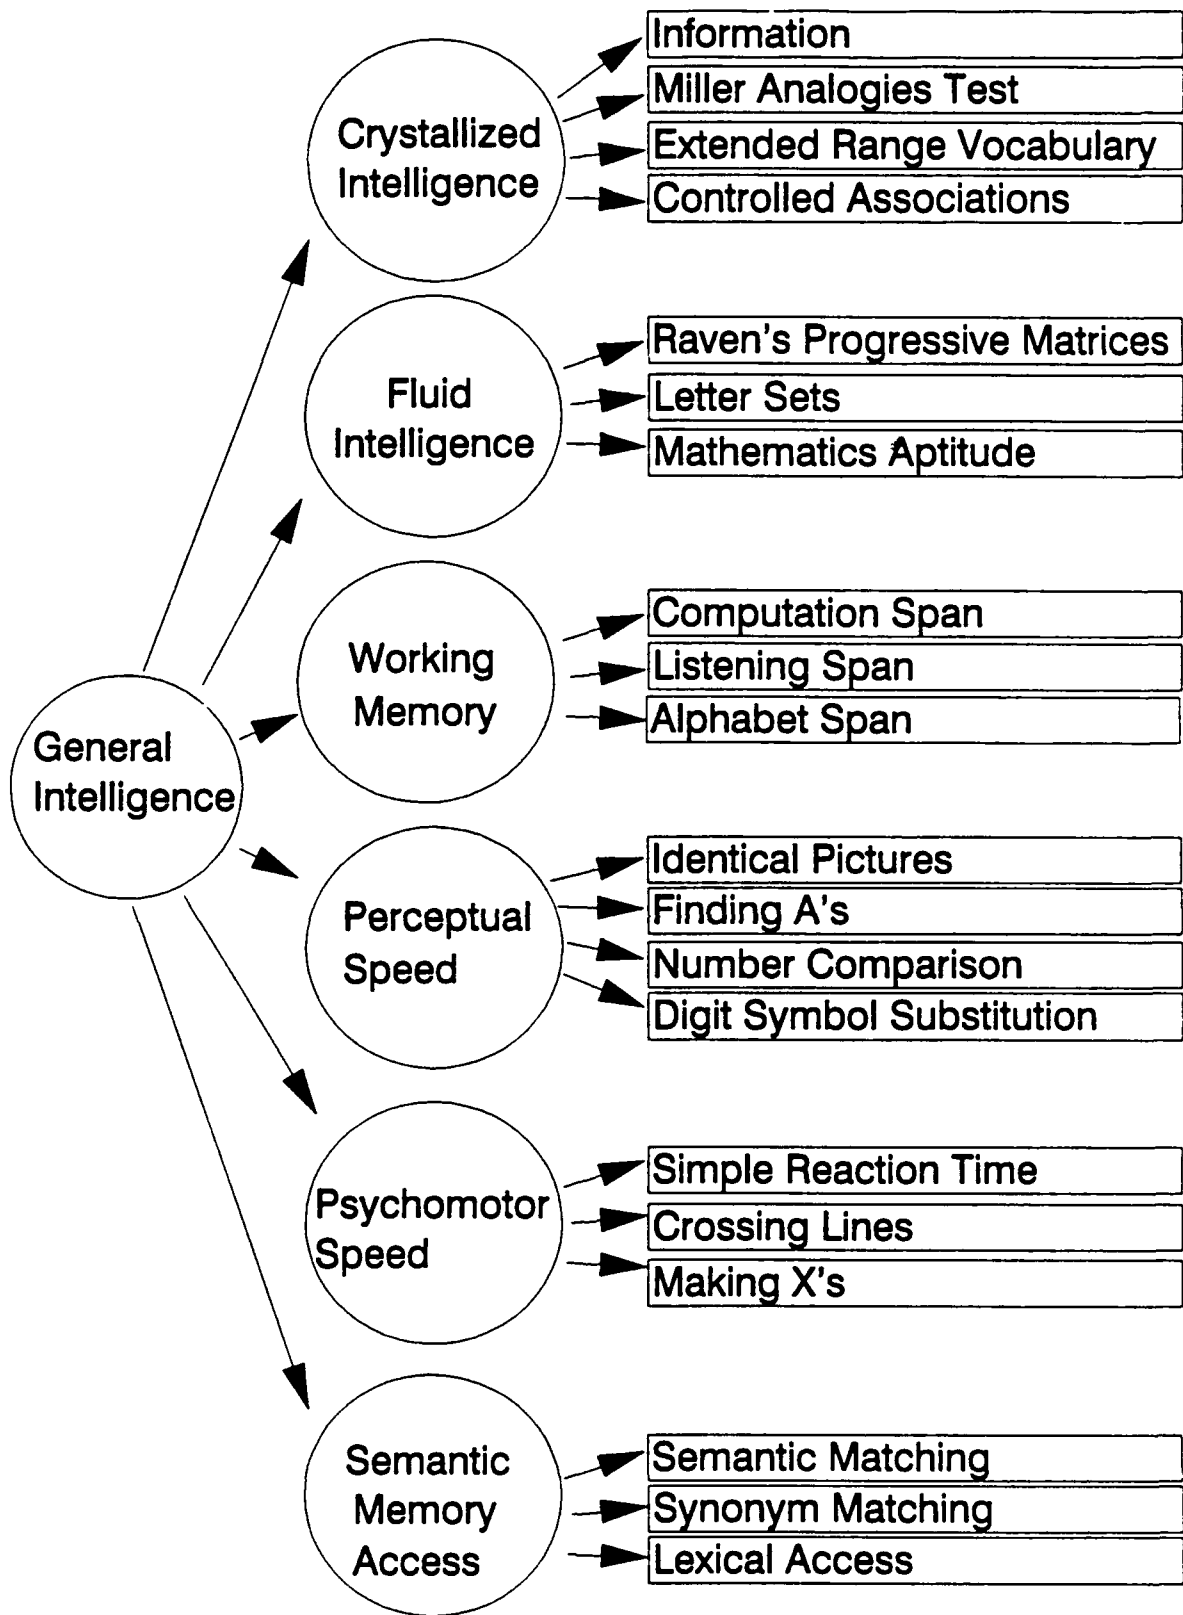 Information
Miller Analogies Test
Crystallized
Intelligence
Extended Range Vocabulary
Controlled Associations
Raven's Progressive Matrices
Fluid
Intelligence
Letter Sets
Mathematics Aptitude
Computation Span
Working
Memory
Listening Span
Alphabet Span
General
Intelligence
Identical Pictures
Perceptual
Speed
Finding A's
Number Comparison
Digit Symbol Substitution
Simple Reaction Time
Psychomotor
Speed
Crossing Lines
Making X's
Semantic
Memory
Access
Semantic Matching
Synonym Matching
Lexical Access